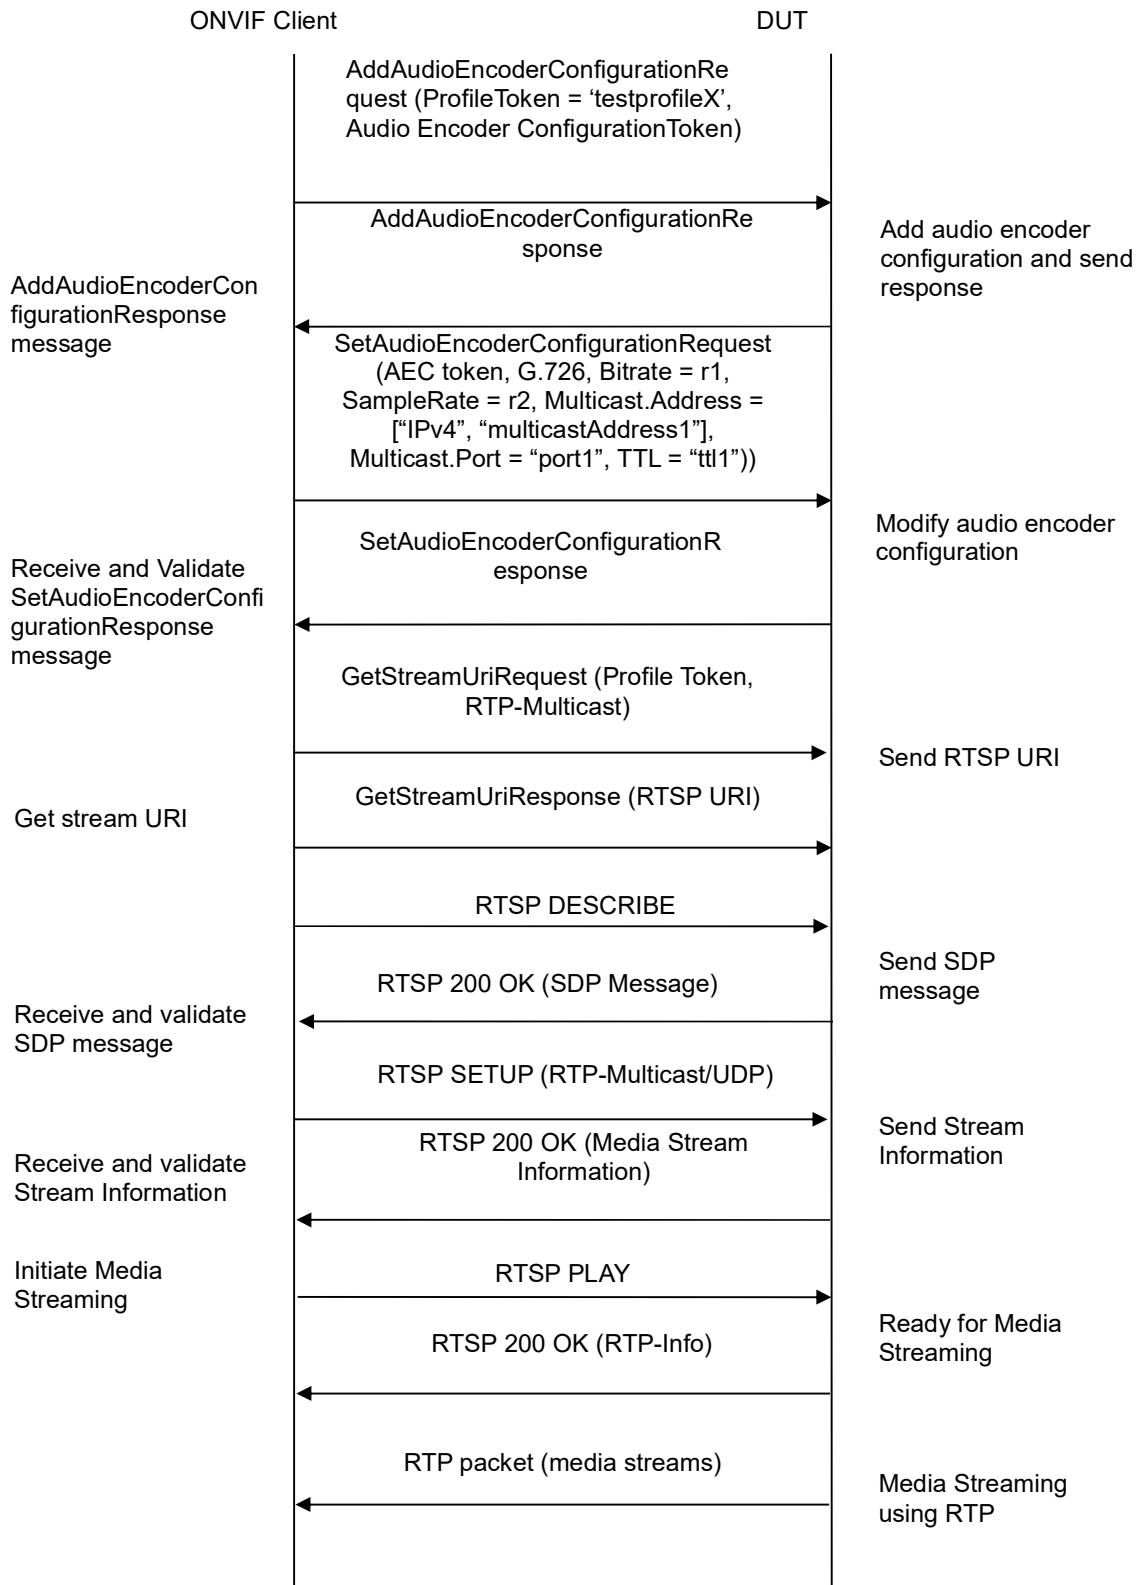 ONVIF Client
DUT
AddAudioEncoderConfigurationRe
quest (ProfileToken = ‘testprofileX’,
Audio Encoder ConfigurationToken)
AddAudioEncoderConfigurationRe
sponse
Add audio encoder
configuration and send
response
AddAudioEncoderCon
figurationResponse
message
SetAudioEncoderConfigurationRequest
(AEC token, G.726, Bitrate = r1,
SampleRate = r2, Multicast.Address =
[“IPv4”, “multicastAddress1”],
Multicast.Port = “port1”, TTL = “ttl1”))
Modify audio encoder
configuration
SetAudioEncoderConfigurationR
esponse
Receive and Validate
SetAudioEncoderConfi
gurationResponse
message
GetStreamUriRequest (Profile Token,
RTP-Multicast)
Send RTSP URI
GetStreamUriResponse (RTSP URI)
Get stream URI
RTSP DESCRIBE
Send SDP
message
RTSP 200 OK (SDP Message)
Receive and validate
SDP message
RTSP SETUP (RTP-Multicast/UDP)
Send Stream
Information
RTSP 200 OK (Media Stream
Information)
Receive and validate
Stream Information
Initiate Media
Streaming
RTSP PLAY
Ready for Media
Streaming
RTSP 200 OK (RTP-Info)
RTP packet (media streams)
Media Streaming
using RTP